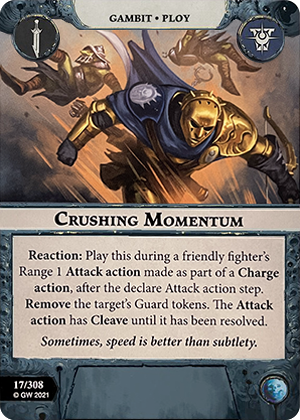 GAMBIT • PLOY
CRUSHING MOMENTUM
Reaction: Play this during a friendly fighter's
Range 1 Attack action made as part of a Charge
action, after the declare Attack action step.
Remove the target's Guard tokens. The Attack
action has Cleave until it has been resolved.
Sometimes, speed is better than subtlety.
17/308
© GW 2021